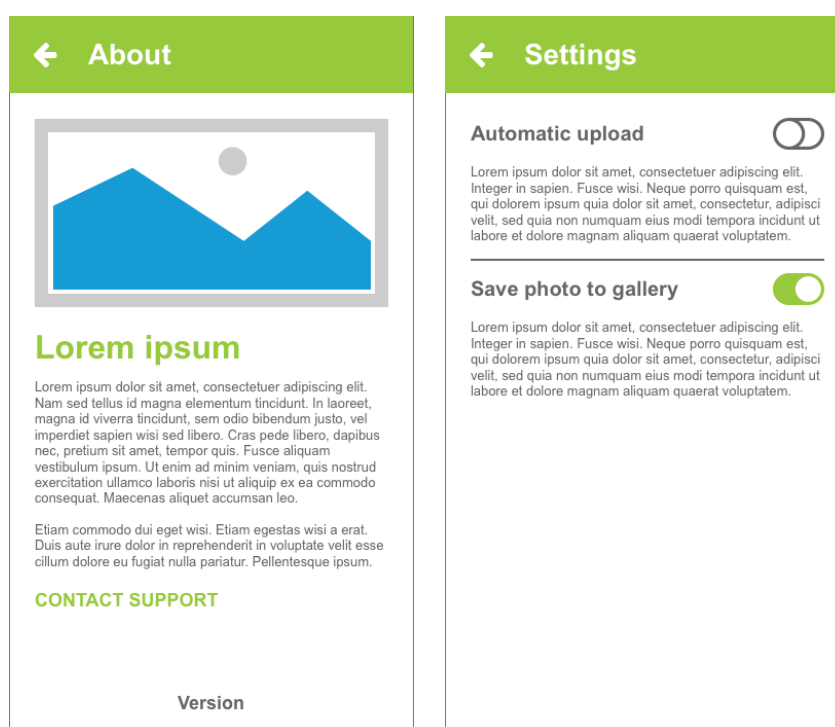 About
Lorem ipsum
Lorem ipsum dolor sit amet, consectetuer adipiscing elit.
Nam sed tellus id magna elementum tincidunt. In laoreet,
magna id viverra tincidunt, sem odio bibendum justo, vel
imperdiet sapien wisi sed libero. Cras pede libero, dapibus
nec, pretium sit amet, tempor quis. Fusce aliquam
vestibulum ipsum. Ut enim ad minim veniam, quis nostrud
exercitation ullamco laboris nisi ut aliquip ex ea commodo
consequat. Maecenas aliquet accumsan leo.
Etiam commodo dui eget wisi. Etiam egestas wisi a erat.
Duis aute irure dolor in reprehenderit in voluptate velit esse
cillum dolore eu fugiat nulla pariatur. Pellentesque ipsum.
CONTACT SUPPORT
Version
Settings
Automatic upload
Lorem ipsum dolor sit amet, consectetuer adipiscing elit.
Integer in sapien. Fusce wisi. Neque porro quisquam est,
qui dolorem ipsum quia dolor sit amet, consectetur, adipisci
velit, sed quia non numquam eius modi tempora incidunt ut
labore et dolore magnam aliquam quaerat voluptatem.
Save photo to gallery
Lorem ipsum dolor sit amet, consectetuer adipiscing elit.
Integer in sapien. Fusce wisi. Neque porro quisquam est,
qui dolorem ipsum quia dolor sit amet, consectetur, adipisci
velit, sed quia non numquam eius modi tempora incidunt ut
labore et dolore magnam aliquam quaerat voluptatem.